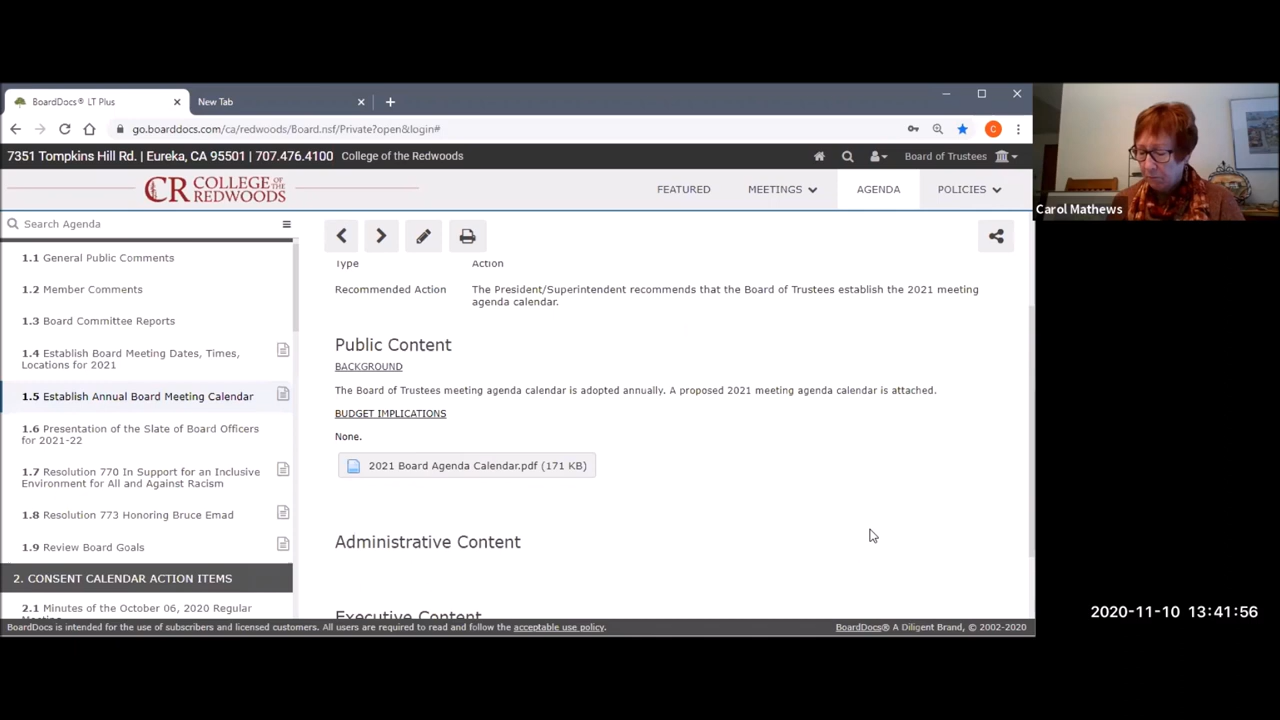 BoardDocs® LT Plus
New Tab
go.boarddocs.com/ca/redwoods/Board.nsf/Private?open&login#
C
7351 Tompkins Hill Rd. | Eureka, CA 95501 | 707.476.4100 College of the Redwoods
Board of Trustees
CR COLLEGE OF THE REDWOODS
FEATURED MEETINGS AGENDA POLICIES
Search Agenda
1.1 General Public Comments
1.2 Member Comments
1.3 Board Committee Reports
1.4 Establish Board Meeting Dates, Times,
Locations for 2021
1.5 Establish Annual Board Meeting Calendar
1.6 Presentation of the Slate of Board Officers
for 2021-22
1.7 Resolution 770 In Support for an Inclusive
Environment for All and Against Racism
1.8 Resolution 773 Honoring Bruce Emad
1.9 Review Board Goals
2. CONSENT CALENDAR ACTION ITEMS
2.1 Minutes of the October 06, 2020 Regular
Meeting
Type Action
Recommended Action The President/Superintendent recommends that the Board of Trustees establish the 2021 meeting
agenda calendar.
Public Content
BACKGROUND
The Board of Trustees meeting agenda calendar is adopted annually. A proposed 2021 meeting agenda calendar is attached.
BUDGET IMPLICATIONS
None.
2021 Board Agenda Calendar.pdf (171 KB)
Administrative Content
Executive Content
BoardDocs is intended for the use of subscribers and licensed customers. All users are required to read and follow the acceptable use policy.
BoardDocs® A Diligent Brand, © 2002-2020
Carol Mathews
2020-11-10 13:41:56